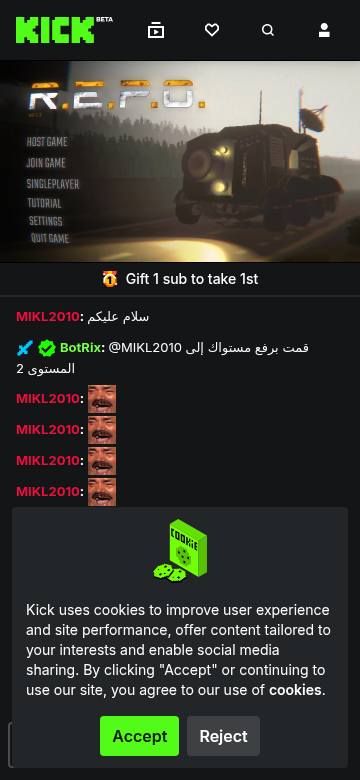 KICK BETA
R.E.P.O.
HOST GAME
JOIN GAME
SINGLEPLAYER
TUTORIAL
SETTINGS
QUIT GAME
1 Gift 1 sub to take 1st
MIKL2010: سلام عليكم
BotRix: @MIKL2010 قمت برفع مستواك إلى
المستوى 2
MIKL2010:
MIKL2010:
MIKL2010:
MIKL2010:
COOKIE
Kick uses cookies to improve user experience
and site performance, offer content tailored to
your interests and enable social media
sharing. By clicking "Accept" or continuing to
use our site, you agree to our use of cookies.
Accept Reject